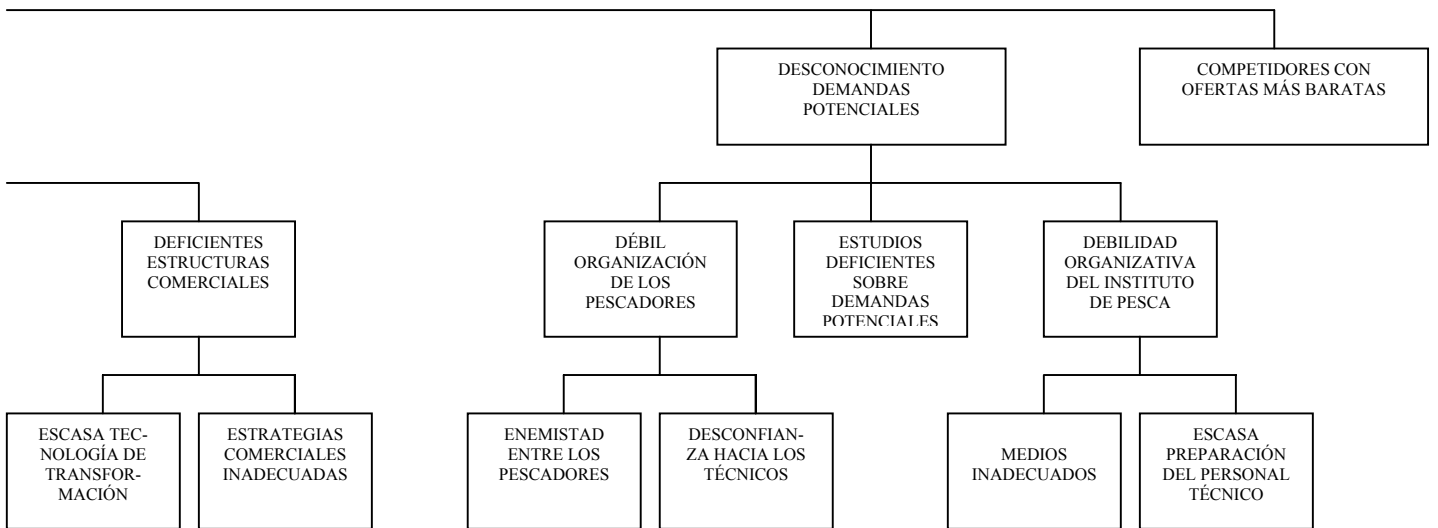 DESCONOCIMIENTO
DEMANDAS
POTENCIALES
COMPETIDORES CON
OFERTAS MÁS BARATAS
DEFICIENTES
ESTRUCTURAS
COMERCIALES
DÉBIL
ORGANIZACIÓN
DE LOS
PESCADORES
ESTUDIOS
DEFICIENTES
SOBRE
DEMANDAS
POTENCIALES
DEBILIDAD
ORGANIZATIVA
DEL INSTITUTO
DE PESCA
ESCASA TEC-
NOLOGÍA DE
TRANSFOR-
MACIÓN
ESTRATEGIAS
COMERCIALES
INADECUADAS
ENEMISTAD
ENTRE LOS
PESCADORES
DESCONFIAN-
ZA HACIA LOS
TÉCNICOS
MEDIOS
INADECUADOS
ESCASA
PREPARACIÓN
DEL PERSONAL
TÉCNICO